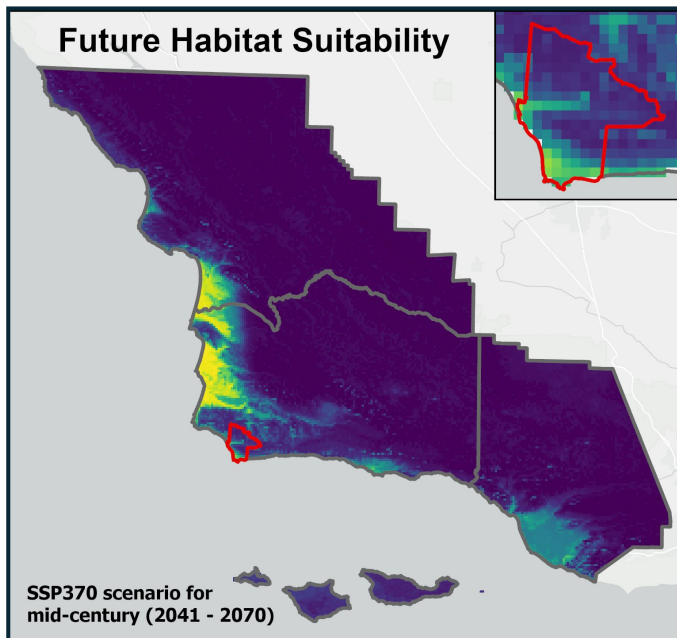 Future Habitat Suitability
SSP370 scenario for
mid-century (2041 - 2070)